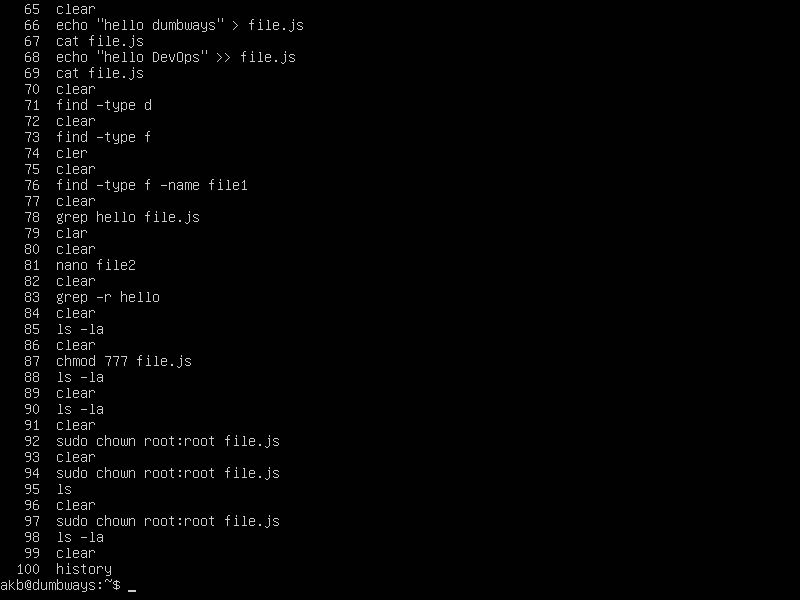 65  clear
66  echo "hello dumbways" > file.js
67  cat file.js
68  echo "hello DevOps" >> file.js
69  cat file.js
70  clear
71  find -type d
72  clear
73  find -type f
74  cler
75  clear
76  find -type f -name file1
77  clear
78  grep hello file.js
79  clar
80  clear
81  nano file2
82  clear
83  grep -r hello
84  clear
85  ls -la
86  clear
87  chmod 777 file.js
88  ls -la
89  clear
90  ls -la
91  clear
92  sudo chown root:root file.js
93  clear
94  sudo chown root:root file.js
95  ls
96  clear
97  sudo chown root:root file.js
98  ls -la
99  clear
100  history
akb@dumbways:~$ _